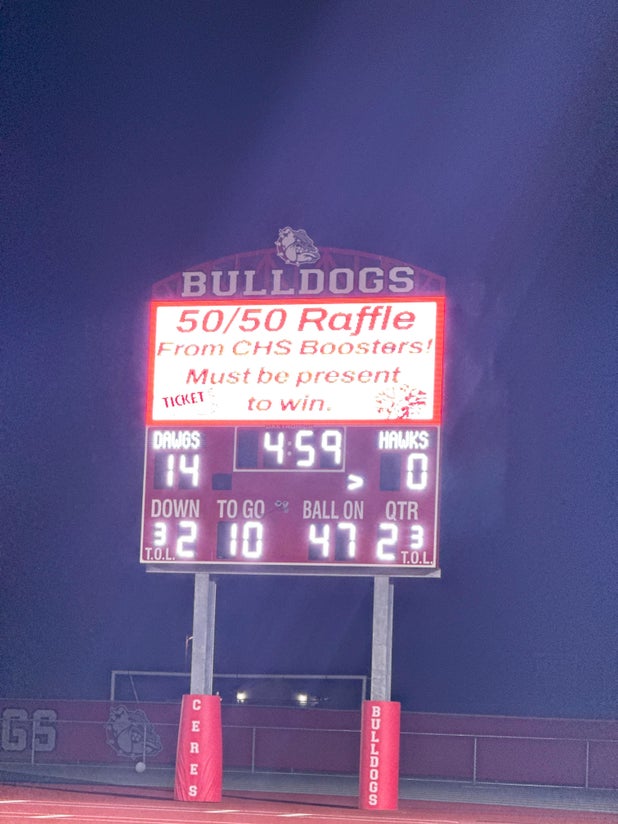 BULLDOGS
50/50 Raffle
From CHS Boosters!
Must be present
TICKET to win.
DAWGS 4:59 HAWKS
14 > 0
DOWN TO GO BALL ON QTR
3 2 10 47 2 3
T.O.L. T.O.L.
GS
CERES
BULLDOGS